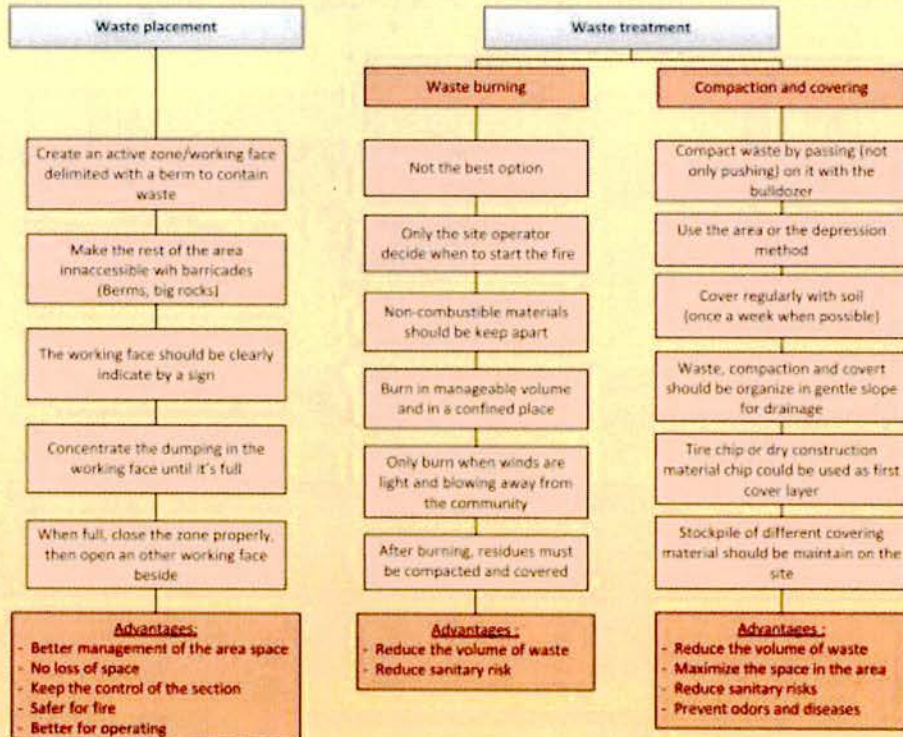 Waste placement
Create an active zone/working face
delimited with a berm to contain
waste
Make the rest of the area
innaccessible wih barricades
(Berms, big rocks)
The working face should be clearly
indicate by a sign
Concentrate the dumping in the
working face until it's full
When full, close the zone properly,
then open an other working face
beside
Advantages:
- Better management of the area space
- No loss of space
- Keep the control of the section
- Safer for fire
- Better for operating
Waste treatment
Waste burning
Not the best option
Only the site operator
decide when to start the fire
Non-combustible materials
should be keep apart
Burn in manageable volume
and in a confined place
Only burn when winds are
light and blowing away from
the community
After burning, residues must
be compacted and covered
Advantages :
- Reduce the volume of waste
- Reduce sanitary risk
Compaction and covering
Compact waste by passing (not
only pushing) on it with the
bulldozer
Use the area or the depression
method
Cover regularly with soil
(once a week when possible)
Waste, compaction and covert
should be organize in gentle slope
for drainage
Tire chip or dry construction
material chip could be used as first
cover layer
Stockpile of different covering
material should be maintain on the
site
Advantages :
- Reduce the volume of waste
- Maximize the space in the area
- Reduce sanitary risks
- Prevent odors and diseases